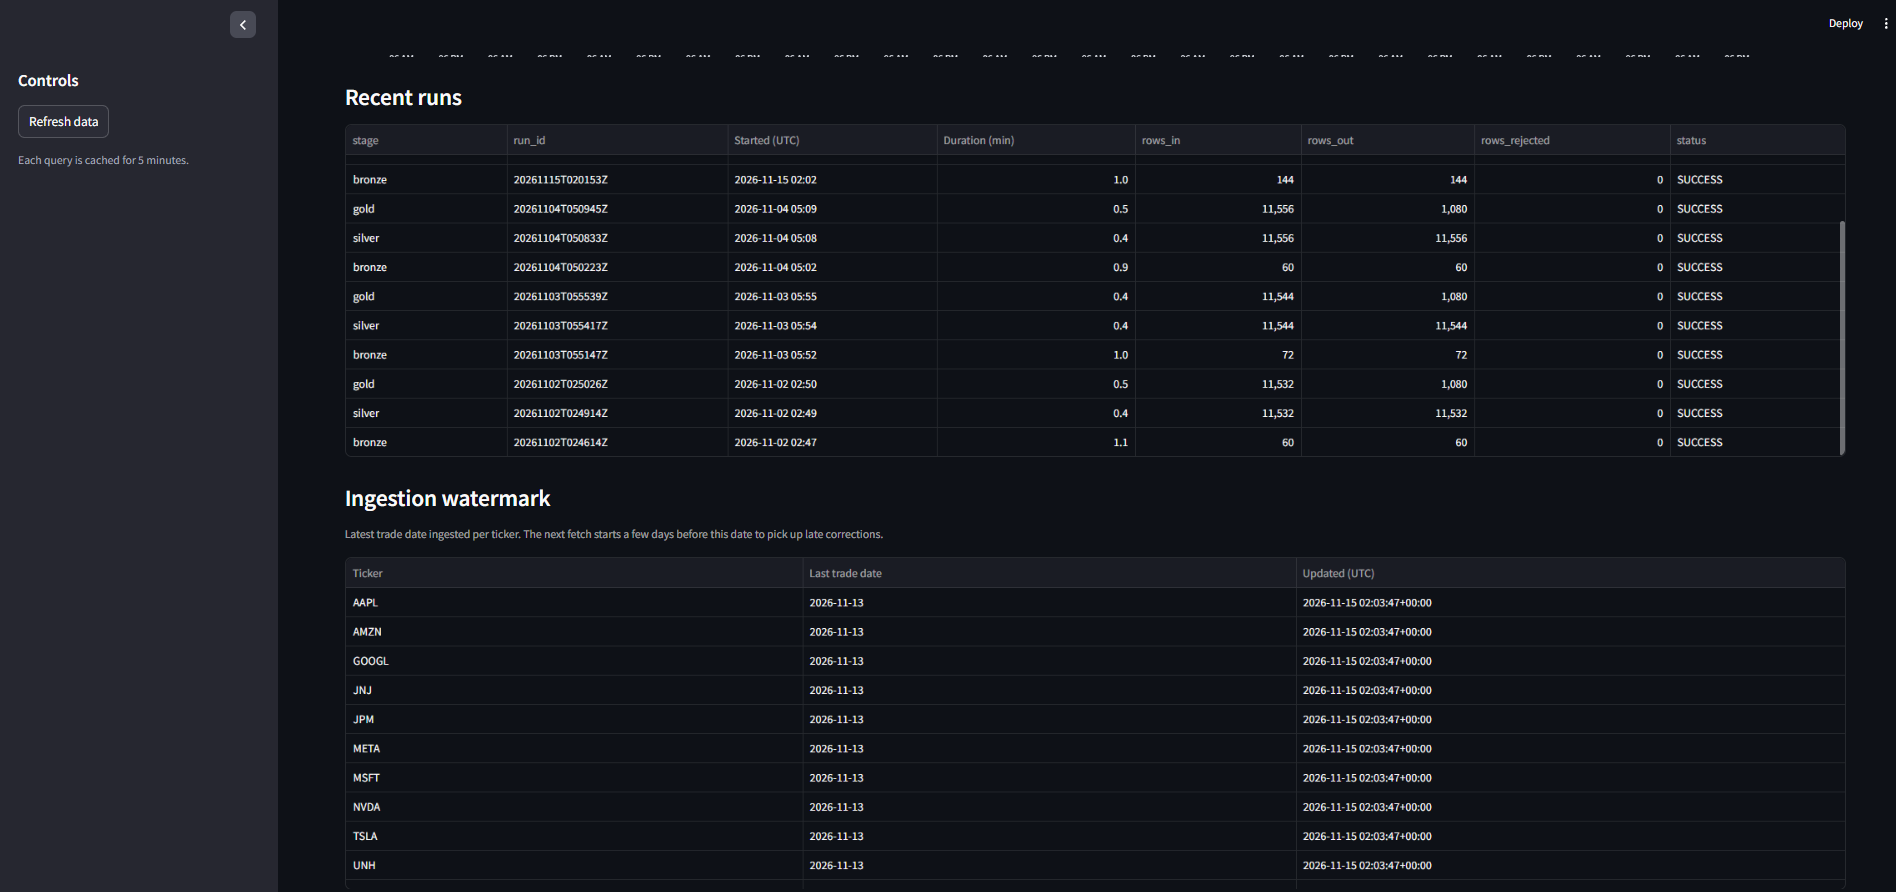 Deploy
Controls
Refresh data
Each query is cached for 5 minutes.
Recent runs
stage run_id Started (UTC) Duration (min) rows_in rows_out rows_rejected status
bronze 20261115T020153Z 2026-11-15 02:02 1.0 144 144 0 SUCCESS
gold 20261104T050945Z 2026-11-04 05:09 0.5 11,556 1,080 0 SUCCESS
silver 20261104T050833Z 2026-11-04 05:08 0.4 11,556 11,556 0 SUCCESS
bronze 20261104T050223Z 2026-11-04 05:02 0.9 60 60 0 SUCCESS
gold 20261103T055539Z 2026-11-03 05:55 0.4 11,544 1,080 0 SUCCESS
silver 20261103T055417Z 2026-11-03 05:54 0.4 11,544 11,544 0 SUCCESS
bronze 20261103T055147Z 2026-11-03 05:52 1.0 72 72 0 SUCCESS
gold 20261102T025026Z 2026-11-02 02:50 0.5 11,532 1,080 0 SUCCESS
silver 20261102T024914Z 2026-11-02 02:49 0.4 11,532 11,532 0 SUCCESS
bronze 20261102T024614Z 2026-11-02 02:47 1.1 60 60 0 SUCCESS
Ingestion watermark
Latest trade date ingested per ticker. The next fetch starts a few days before this date to pick up late corrections.
Ticker Last trade date Updated (UTC)
AAPL 2026-11-13 2026-11-15 02:03:47+00:00
AMZN 2026-11-13 2026-11-15 02:03:47+00:00
GOOGL 2026-11-13 2026-11-15 02:03:47+00:00
JNJ 2026-11-13 2026-11-15 02:03:47+00:00
JPM 2026-11-13 2026-11-15 02:03:47+00:00
META 2026-11-13 2026-11-15 02:03:47+00:00
MSFT 2026-11-13 2026-11-15 02:03:47+00:00
NVDA 2026-11-13 2026-11-15 02:03:47+00:00
TSLA 2026-11-13 2026-11-15 02:03:47+00:00
UNH 2026-11-13 2026-11-15 02:03:47+00:00